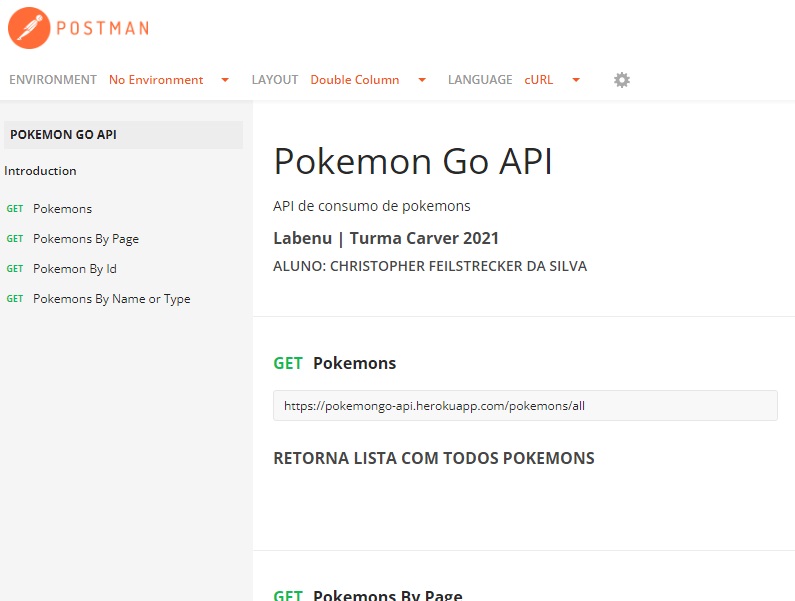 POSTMAN
ENVIRONMENT No Environment LAYOUT Double Column LANGUAGE cURL
POKEMON GO API
Introduction
GET Pokemons
GET Pokemons By Page
GET Pokemon By Id
GET Pokemons By Name or Type
Pokemon Go API
API de consumo de pokemons
Labenu | Turma Carver 2021
ALUNO: CHRISTOPHER FEILSTRECKER DA SILVA
GET Pokemons
https://pokemongo-api.herokuapp.com/pokemons/all
RETORNA LISTA COM TODOS POKEMONS
GET Pokemons By Page